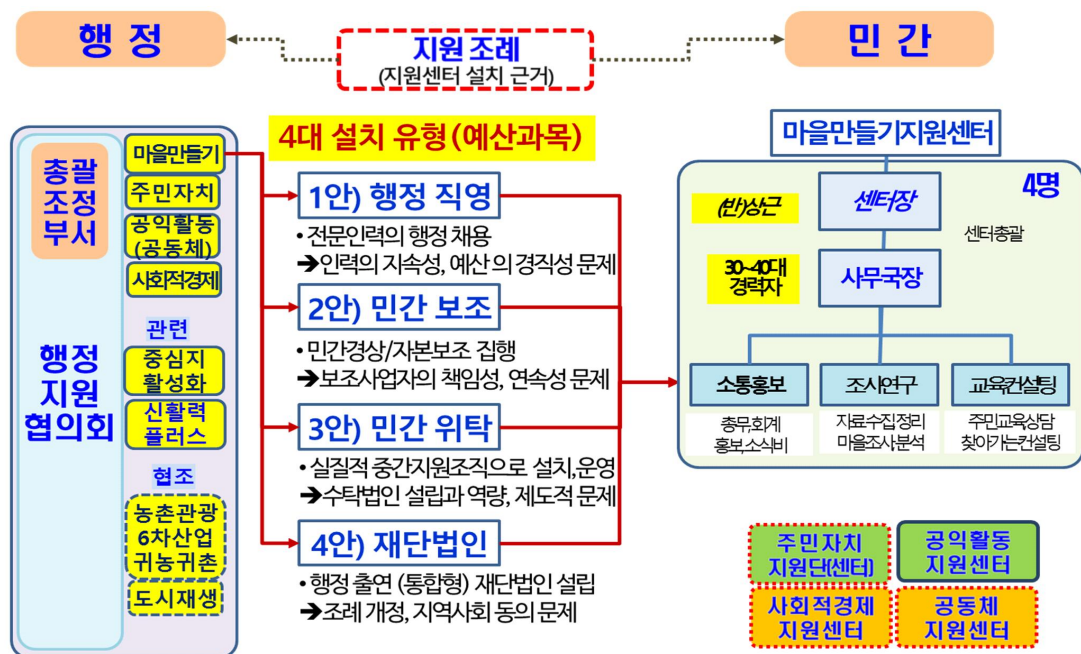 행 정
지원 조례
(지원센터 설치 근거)
민 간
총괄
조정
부서
행정
지원
협의회
마을만들기
주민자치
공익활동
(공동체)
사회적경제
관련
중심지
활성화
신활력
플러스
협조
농촌관광
6차산업
귀농귀촌
도시재생
4대 설치 유형(예산과목)
1안) 행정 직영
• 전문인력의 행정 채용
➔인력의 지속성, 예산 의 경직성 문제
2안) 민간 보조
• 민간경상/자본보조 집행
➔보조사업자의 책임성, 연속성 문제
3안) 민간 위탁
• 실질적 중간지원조직으로 설치,운영
➔수탁법인 설립과 역량, 제도적 문제
4안) 재단법인
• 행정 출연 (통합형) 재단법인 설립
➔조례 개정, 지역사회 동의 문제
마을만들기지원센터
4명
(반)상근
센터장
센터총괄
30~40대
경력자
사무국장
소통홍보
총무,회계
홍보,소식비
조사연구
자료수집,정리
마을조사,분석
교육컨설팅
주민교육,상담
찾아가는컨설팅
주민자치
지원단(센터)
공익활동
지원센터
사회적경제
지원센터
공동체
지원센터